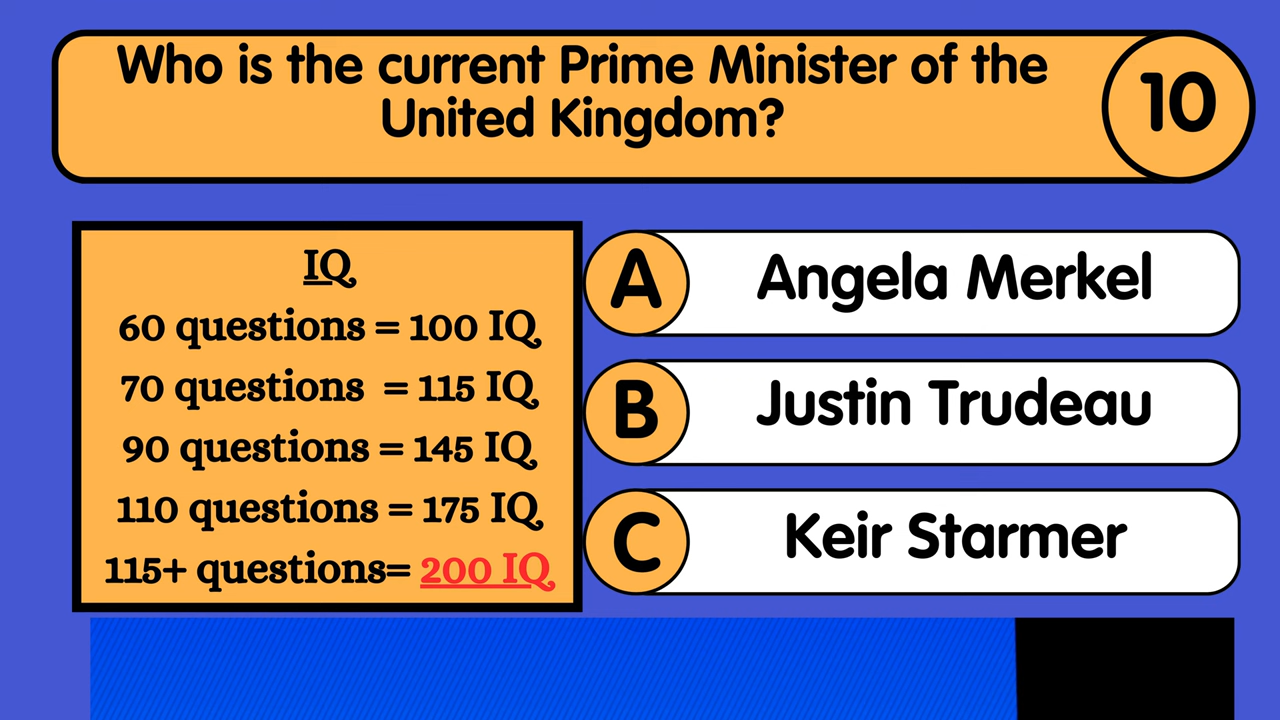 Who is the current Prime Minister of the
United Kingdom?
10
IQ
60 questions = 100 IQ
70 questions = 115 IQ
90 questions = 145 IQ
110 questions = 175 IQ
115+ questions= 200 IQ
A Angela Merkel
B Justin Trudeau
C Keir Starmer